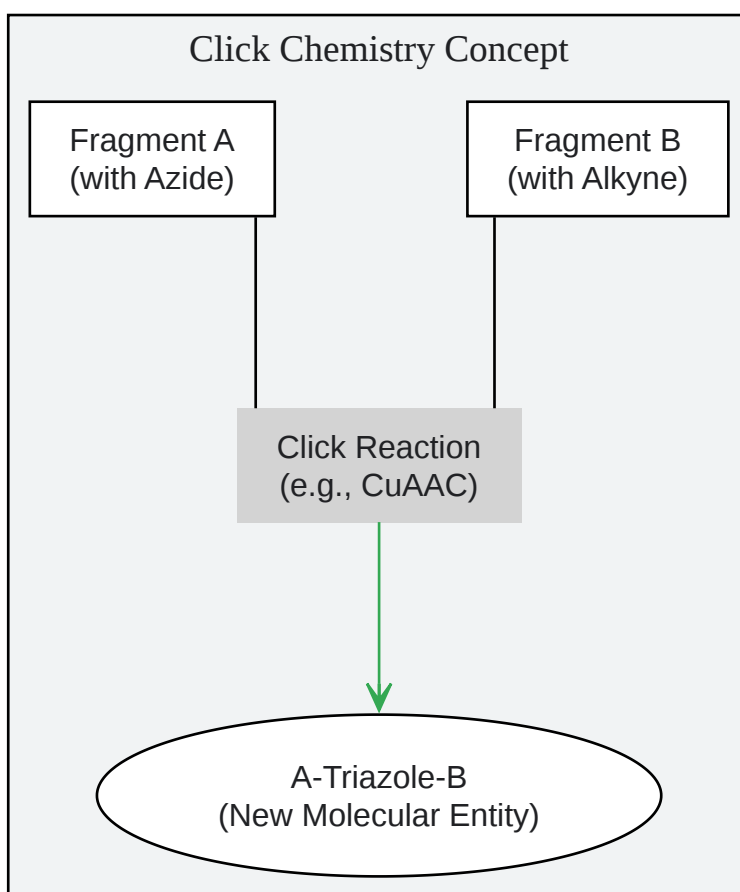 Click Chemistry Concept
Fragment A
(with Azide)
Fragment B
(with Alkyne)
Click Reaction
(e.g., CuAAC)
A-Triazole-B
(New Molecular Entity)